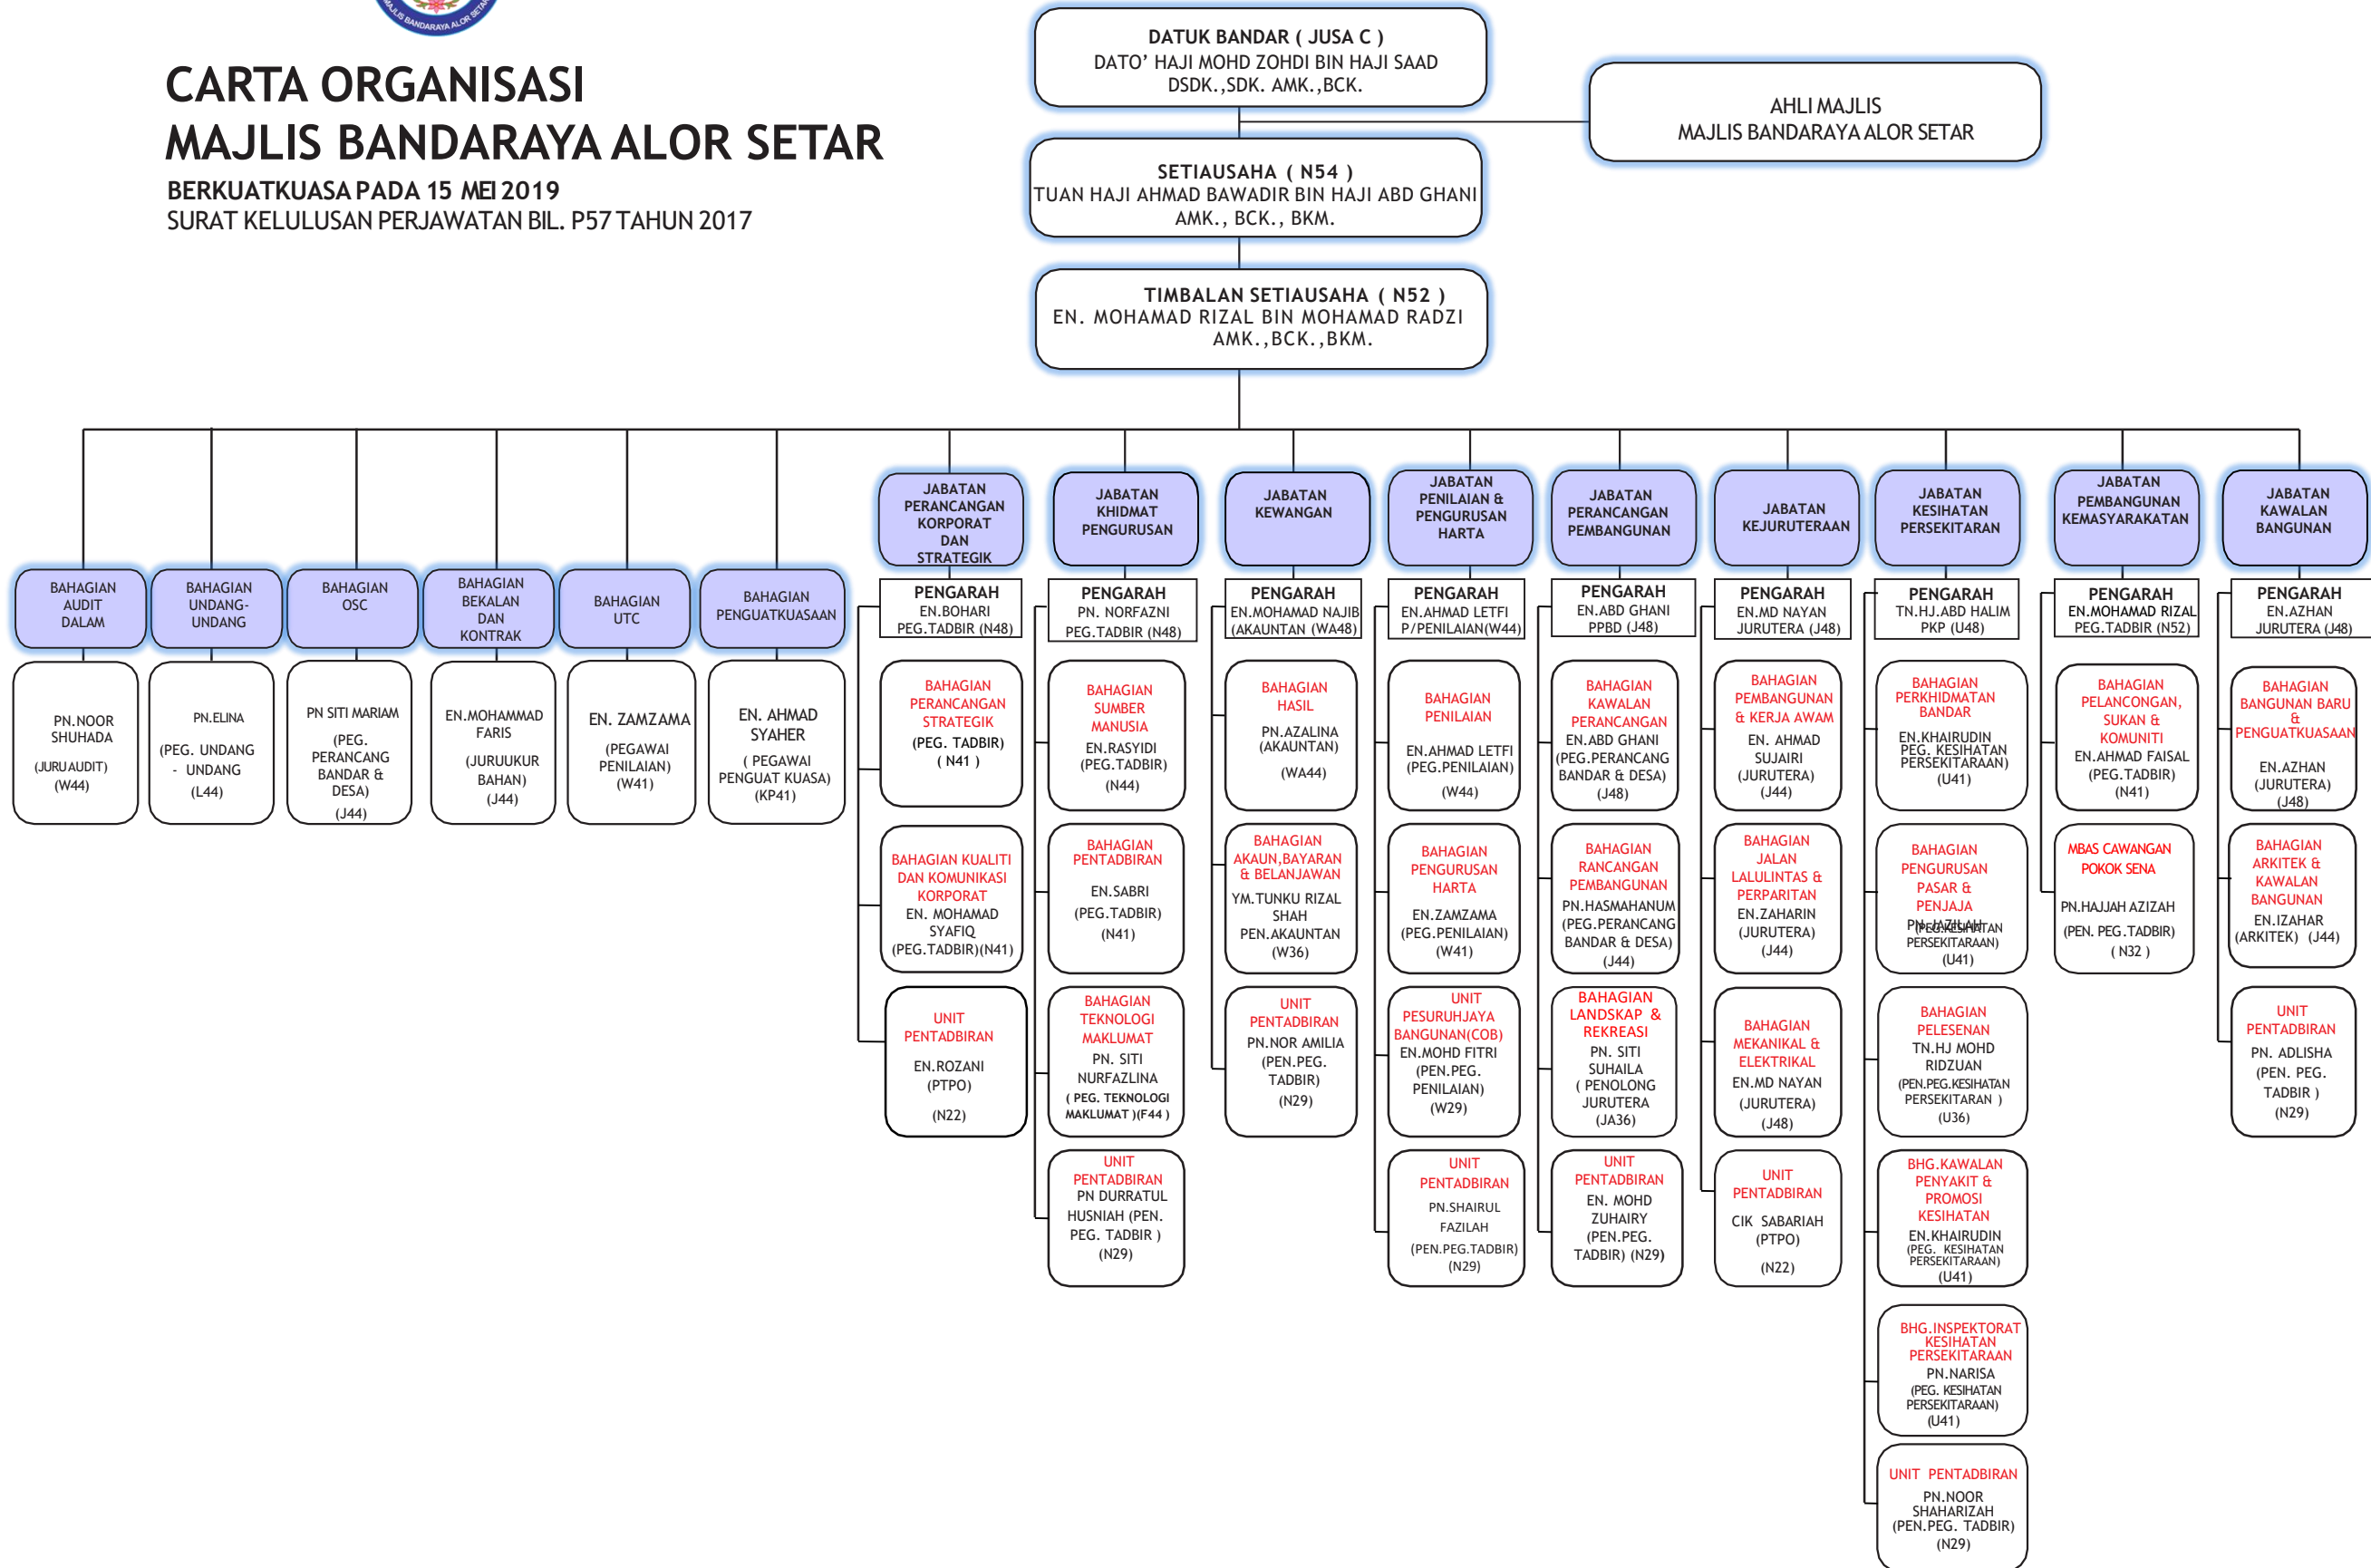 MAJLIS BANDARAYA ALOR SETAR
CARTA ORGANISASI
MAJLIS BANDARAYA ALOR SETAR
BERKUATKUASA PADA 15 MEI 2019
SURAT KELULUSAN PERJAWATAN BIL. P57 TAHUN 2017
DATUK BANDAR ( JUSA C )
DATO’ HAJI MOHD ZOHDI BIN HAJI SAAD
DSDK.,SDK. AMK.,BCK.
AHLI MAJLIS
MAJLIS BANDARAYA ALOR SETAR
SETIAUSAHA ( N54 )
TUAN HAJI AHMAD BAWADIR BIN HAJI ABD GHANI
AMK., BCK., BKM.
TIMBALAN SETIAUSAHA ( N52 )
EN. MOHAMAD RIZAL BIN MOHAMAD RADZI
AMK.,BCK.,BKM.
BAHAGIAN
AUDIT
DALAM
PN.NOOR
SHUHADA
(JURUAUDIT)
(W44)
BAHAGIAN
UNDANG-
UNDANG
PN.ELINA
(PEG. UNDANG
- UNDANG
(L44)
BAHAGIAN
OSC
PN SITI MARIAM
(PEG.
PERANCANG
BANDAR &
DESA)
(J44)
BAHAGIAN
BEKALAN
DAN
KONTRAK
EN.MOHAMMAD
FARIS
(JURUUKUR
BAHAN)
(J44)
BAHAGIAN
UTC
EN. ZAMZAMA
(PEGAWAI
PENILAIAN)
(W41)
BAHAGIAN
PENGUATKUASAAN
EN. AHMAD
SYAHER
( PEGAWAI
PENGUAT KUASA)
(KP41)
JABATAN
PERANCANGAN
KORPORAT
DAN
STRATEGIK
PENGARAH
EN.BOHARI
PEG.TADBIR (N48)
BAHAGIAN
PERANCANGAN
STRATEGIK
(PEG. TADBIR)
( N41 )
BAHAGIAN KUALITI
DAN KOMUNIKASI
KORPORAT
EN. MOHAMAD
SYAFIQ
(PEG.TADBIR)(N41)
UNIT
PENTADBIRAN
EN.ROZANI
(PTPO)
(N22)
JABATAN
KHIDMAT
PENGURUSAN
PENGARAH
PN. NORFAZNI
PEG.TADBIR (N48)
BAHAGIAN
SUMBER
MANUSIA
EN.RASYIDI
(PEG.TADBIR)
(N44)
BAHAGIAN
PENTADBIRAN
EN.SABRI
(PEG.TADBIR)
(N41)
BAHAGIAN
TEKNOLOGI
MAKLUMAT
PN. SITI
NURFAZLINA
( PEG. TEKNOLOGI
MAKLUMAT )(F44 )
UNIT
PENTADBIRAN
PN DURRATUL
HUSNIAH (PEN.
PEG. TADBIR )
(N29)
JABATAN
KEWANGAN
PENGARAH
EN.MOHAMAD NAJIB
(AKAUNTAN (WA48)
BAHAGIAN
HASIL
PN.AZALINA
(AKAUNTAN)
(WA44)
BAHAGIAN
AKAUN,BAYARAN
& BELANJAWAN
YM.TUNKU RIZAL
SHAH
PEN.AKAUNTAN
(W36)
UNIT
PENTADBIRAN
PN.NOR AMILIA
(PEN.PEG.
TADBIR)
(N29)
JABATAN
PENILAIAN &
PENGURUSAN
HARTA
PENGARAH
EN.AHMAD LETFI
P/PENILAIAN(W44)
BAHAGIAN
PENILAIAN
EN.AHMAD LETFI
(PEG.PENILAIAN)
(W44)
BAHAGIAN
PENGURUSAN
HARTA
EN.ZAMZAMA
(PEG.PENILAIAN)
(W41)
UNIT
PESURUHJAYA
BANGUNAN(COB)
EN.MOHD FITRI
(PEN.PEG.
PENILAIAN)
(W29)
UNIT
PENTADBIRAN
PN.SHAIRUL
FAZILAH
(PEN.PEG.TADBIR)
(N29)
JABATAN
PERANCANGAN
PEMBANGUNAN
PENGARAH
EN.ABD GHANI
PPBD (J48)
BAHAGIAN
KAWALAN
PERANCANGAN
EN.ABD GHANI
(PEG.PERANCANG
BANDAR & DESA)
(J48)
BAHAGIAN
RANCANGAN
PEMBANGUNAN
PN.HASMAHANUM
(PEG.PERANCANG
BANDAR & DESA)
(J44)
BAHAGIAN
LANDSKAP &
REKREASI
PN. SITI
SUHAILA
( PENOLONG
JURUTERA
(JA36)
UNIT
PENTADBIRAN
EN. MOHD
ZUHAIRY
(PEN.PEG.
TADBIR) (N29)
JABATAN
KEJURUTERAAN
PENGARAH
EN.MD NAYAN
JURUTERA (J48)
BAHAGIAN
PEMBANGUNAN
& KERJA AWAM
EN. AHMAD
SUJAIRI
(JURUTERA)
(J44)
BAHAGIAN
JALAN
LALULINTAS &
PERPARITAN
EN.ZAHARIN
(JURUTERA)
(J44)
BAHAGIAN
MEKANIKAL &
ELEKTRIKAL
EN.MD NAYAN
(JURUTERA)
(J48)
UNIT
PENTADBIRAN
CIK SABARIAH
(PTPO)
(N22)
JABATAN
KESIHATAN
PERSEKITARAN
PENGARAH
TN.HJ.ABD HALIM
PKP (U48)
BAHAGIAN
PERKHIDMATAN
BANDAR
EN.KHAIRUDIN
PEG. KESIHATAN
PERSEKITARAAN)
(U41)
BAHAGIAN
PENGURUSAN
PASAR &
PENJAJA
PN.JAZILAH
(PEG.KESIHATAN
PERSEKITARAAN)
(U41)
BAHAGIAN
PELESENAN
TN.HJ MOHD
RIDZUAN
(PEN.PEG.KESIHATAN
PERSEKITARAN )
(U36)
BHG.KAWALAN
PENYAKIT &
PROMOSI
KESIHATAN
EN.KHAIRUDIN
(PEG. KESIHATAN
PERSEKITARAAN)
(U41)
BHG.INSPEKTORAT
KESIHATAN
PERSEKITARAAN
PN.NARISA
(PEG. KESIHATAN
PERSEKITARAAN)
(U41)
UNIT PENTADBIRAN
PN.NOOR
SHAHARIZAH
(PEN.PEG. TADBIR)
(N29)
JABATAN
PEMBANGUNAN
KEMASYARAKATAN
PENGARAH
EN.MOHAMAD RIZAL
PEG.TADBIR (N52)
BAHAGIAN
PELANCONGAN,
SUKAN &
KOMUNITI
EN.AHMAD FAISAL
(PEG.TADBIR)
(N41)
MBAS CAWANGAN
POKOK SENA
PN.HAJJAH AZIZAH
(PEN. PEG.TADBIR)
( N32 )
JABATAN
KAWALAN
BANGUNAN
PENGARAH
EN.AZHAN
JURUTERA (J48)
BAHAGIAN
BANGUNAN BARU
&
PENGUATKUASAAN
EN.AZHAN
(JURUTERA)
(J48)
BAHAGIAN
ARKITEK &
KAWALAN
BANGUNAN
EN.IZAHAR
(ARKITEK) (J44)
UNIT
PENTADBIRAN
PN. ADLISHA
(PEN. PEG.
TADBIR )
(N29)